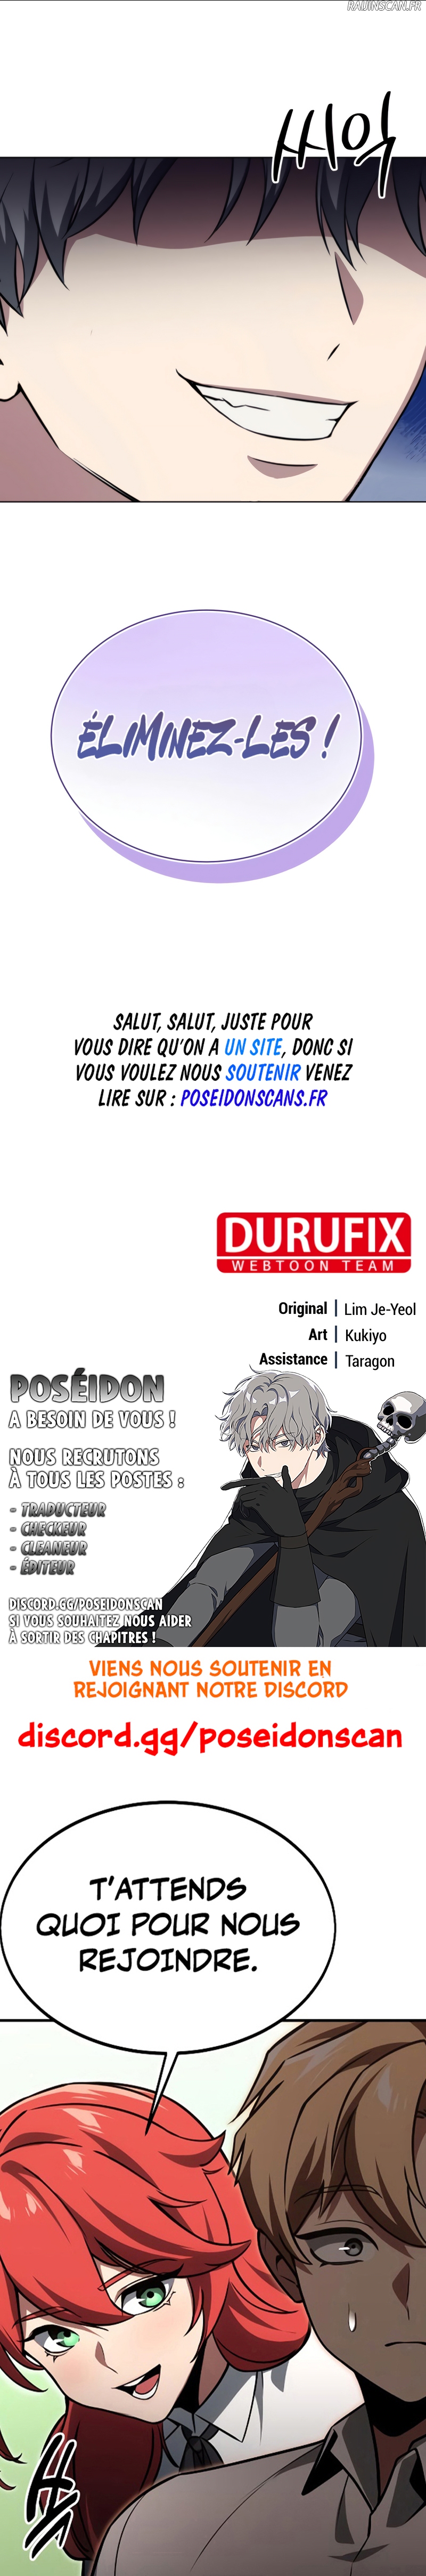 RAIJINSCAN.FR
씨익
ÉLIMINEZ-LES !
SALUT, SALUT, JUSTE POUR
VOUS DIRE QU'ON A UN SITE, DONC SI
VOUS VOULEZ NOUS SOUTENIR VENEZ
LIRE SUR : POSEIDONSCANS.FR
DURUFIX
WEBTOON TEAM
Original | Lim Je-Yeol
Art | Kukiyo
Assistance | Taragon
POSÉIDON
A BESOIN DE VOUS !
NOUS RECRUTONS
À TOUS LES POSTES :
- TRADUCTEUR
- CHECKEUR
- CLEANEUR
- ÉDITEUR
DISCORD.GG/POSEIDONSCAN
SI VOUS SOUHAITEZ NOUS AIDER
À SORTIR DES CHAPITRES !
VIENS NOUS SOUTENIR EN
REJOIGNANT NOTRE DISCORD
discord.gg/poseidonscan
T'ATTENDS
QUOI POUR NOUS
REJOINDRE.